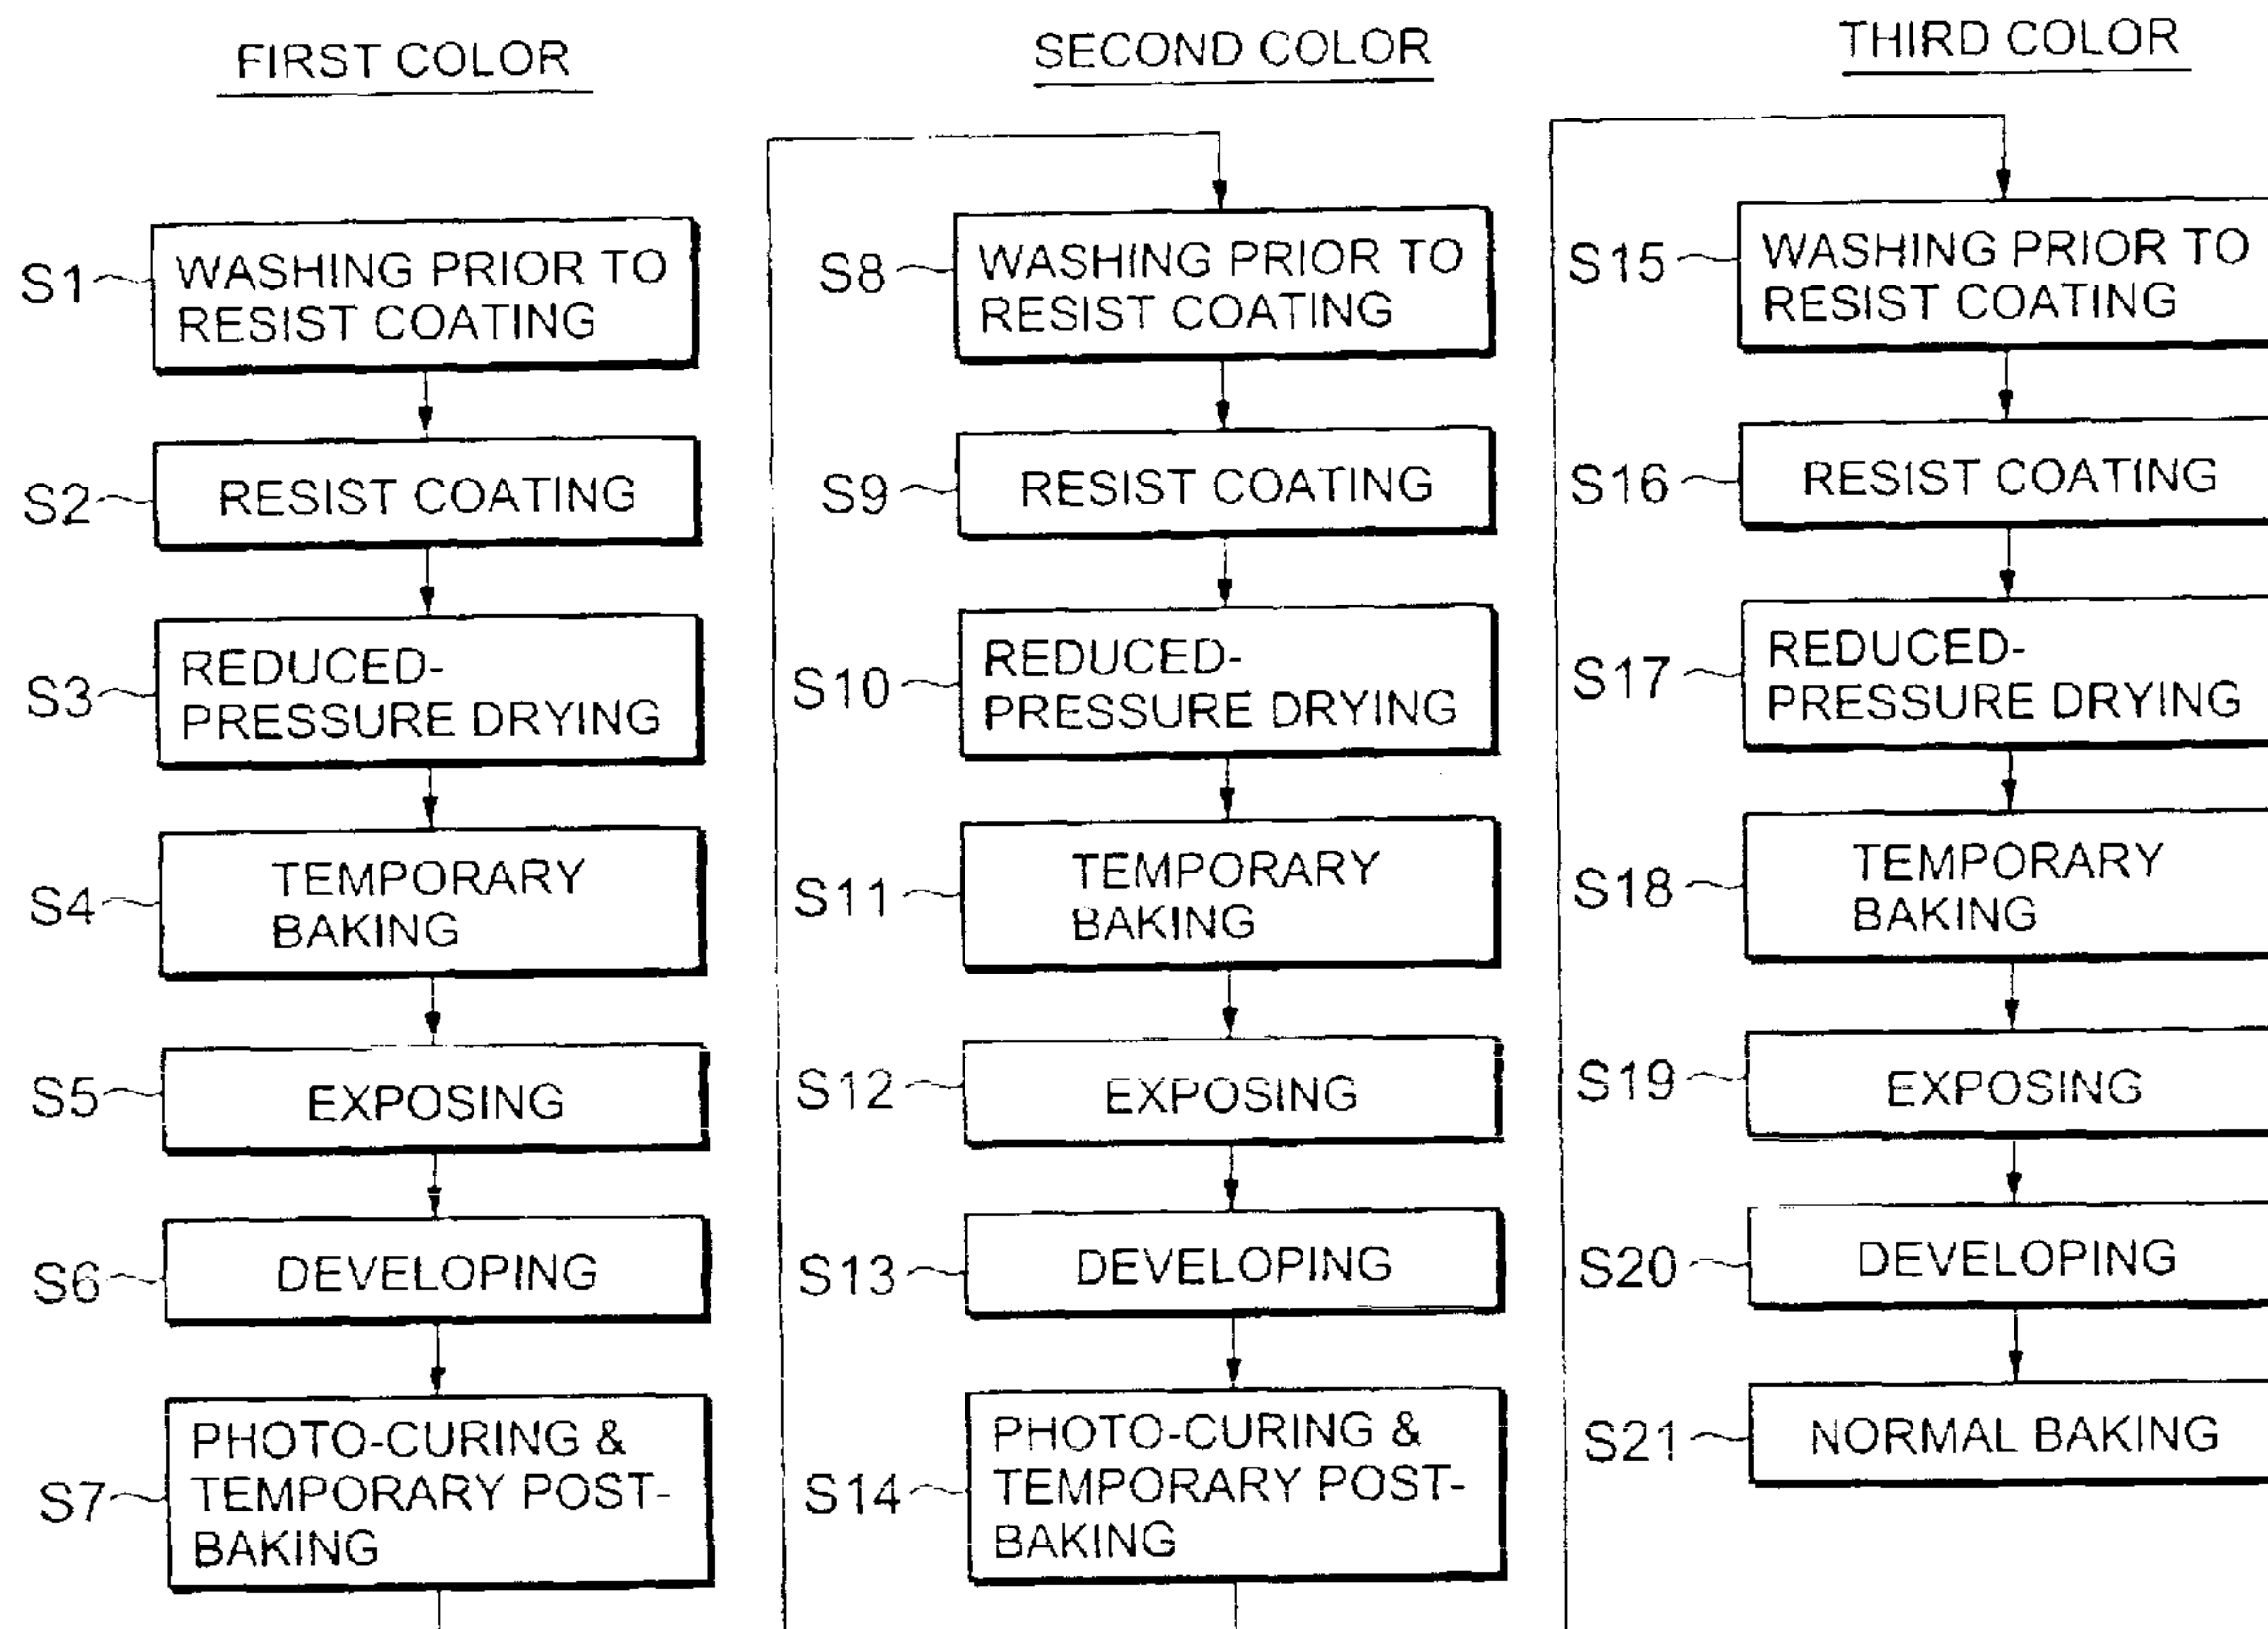 FIRST COLOR
S1
WASHING PRIOR TO
RESIST COATING
S2
RESIST COATING
S3
REDUCED-
PRESSURE DRYING
S4
TEMPORARY
BAKING
S5
EXPOSING
S6
DEVELOPING
S7
PHOTO-CURING &
TEMPORARY POST-
BAKING
SECOND COLOR
S8
WASHING PRIOR TO
RESIST COATING
S9
RESIST COATING
S10
REDUCED-
PRESSURE DRYING
S11
TEMPORARY
BAKING
S12
EXPOSING
S13
DEVELOPING
S14
PHOTO-CURING &
TEMPORARY POST-
BAKING
THIRD COLOR
S15
WASHING PRIOR TO
RESIST COATING
S16
RESIST COATING
S17
REDUCED-
PRESSURE DRYING
S18
TEMPORARY
BAKING
S19
EXPOSING
S20
DEVELOPING
S21
NORMAL BAKING